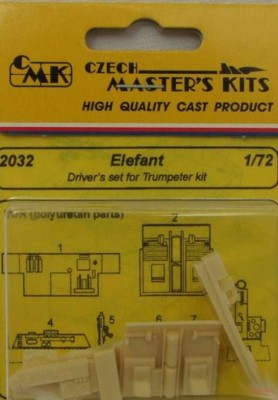 CMK
CZECH
MASTER'S KITS
HIGH QUALITY CAST PRODUCT
2032 Elefant 1/72
Driver's set for Trumpeter kit
(polyuretan parts)
2
1
4 5 6 7